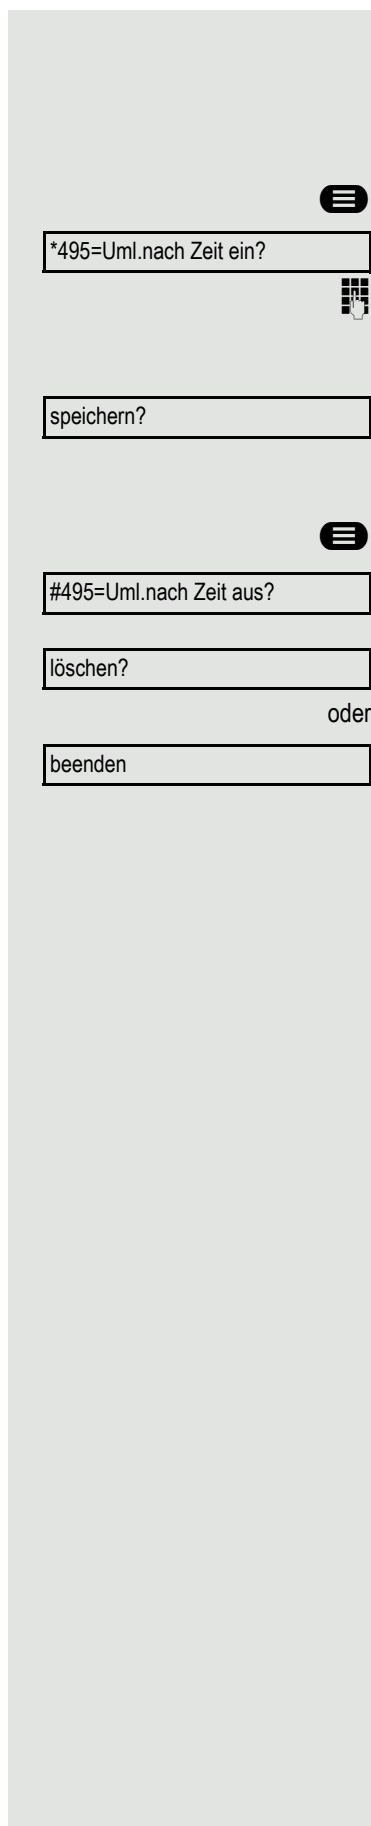 *495=Uml.nach Zeit ein?
speichern?
#495=Uml.nach Zeit aus?
löschen?
oder
beenden